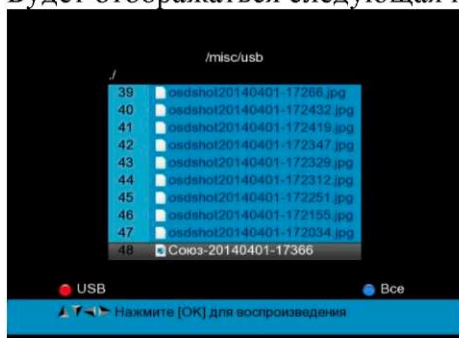 Будет отображаться следующая
/misc/usb
./
39 osdshot20140401-17266.jpg
40 osdshot20140401-172432.jpg
41 osdshot20140401-172419.jpg
42 osdshot20140401-172347.jpg
43 osdshot20140401-172329.jpg
44 osdshot20140401-172312.jpg
45 osdshot20140401-172251.jpg
46 osdshot20140401-172155.jpg
47 osdshot20140401-172034.jpg
48 Союз-20140401-17366
USB Все
Нажмите [OK] для воспроизведения